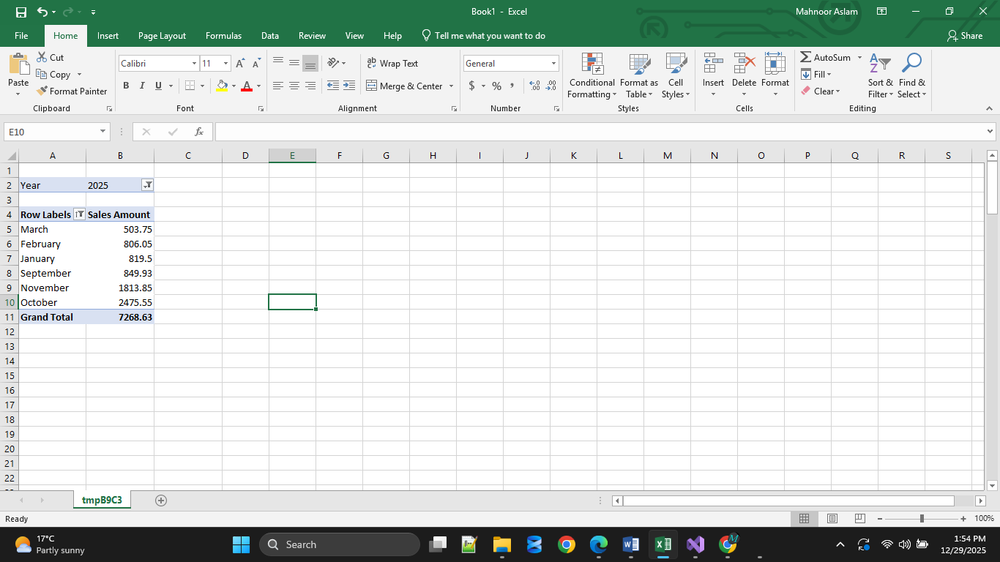 Book1 - Excel
Mahnoor Aslam
File Home Insert Page Layout Formulas Data Review View Help Tell me what you want to do Share
Paste
Cut
Copy
Format Painter
Clipboard
Calibri 11
B I U
Font
Wrap Text
Merge & Center
Alignment
General
$ % ,
Number
Conditional Formatting
Format as Table
Cell Styles
Styles
Insert Delete Format
Cells
AutoSum
Fill
Clear
Sort & Filter
Find & Select
Editing
E10 fx
A B C D E F G H I J K L M N O P Q R S
1
2 Year 2025
3
4 Row Labels Sales Amount
5 March 503.75
6 February 806.05
7 January 819.5
8 September 849.93
9 November 1813.85
10 October 2475.55
11 Grand Total 7268.63
12
13
14
15
16
17
18
19
20
21
22
tmpB9C3
Ready 100%
17°C
Partly sunny
Search
1:54 PM
12/29/2025